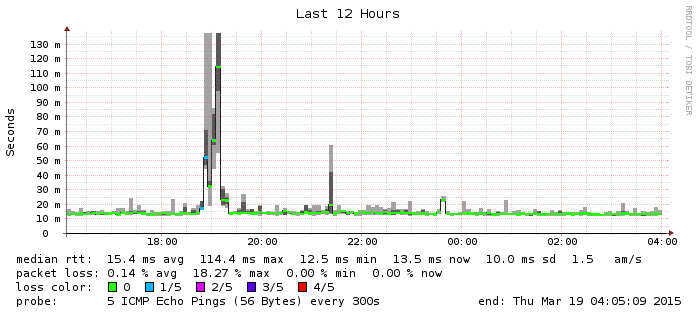 Last 12 Hours
RRDTOOL / TOBI OETIKER
Seconds
130 m
120 m
110 m
100 m
90 m
80 m
70 m
60 m
50 m
40 m
30 m
20 m
10 m
0
18:00 20:00 22:00 00:00 02:00 04:00
median rtt: 15.4 ms avg 114.4 ms max 12.5 ms min 13.5 ms now 10.0 ms sd 1.5 am/s
packet loss: 0.14 % avg 18.27 % max 0.00 % min 0.00 % now
loss color: 0 1/5 2/5 3/5 4/5
probe: 5 ICMP Echo Pings (56 Bytes) every 300s end: Thu Mar 19 04:05:09 2015